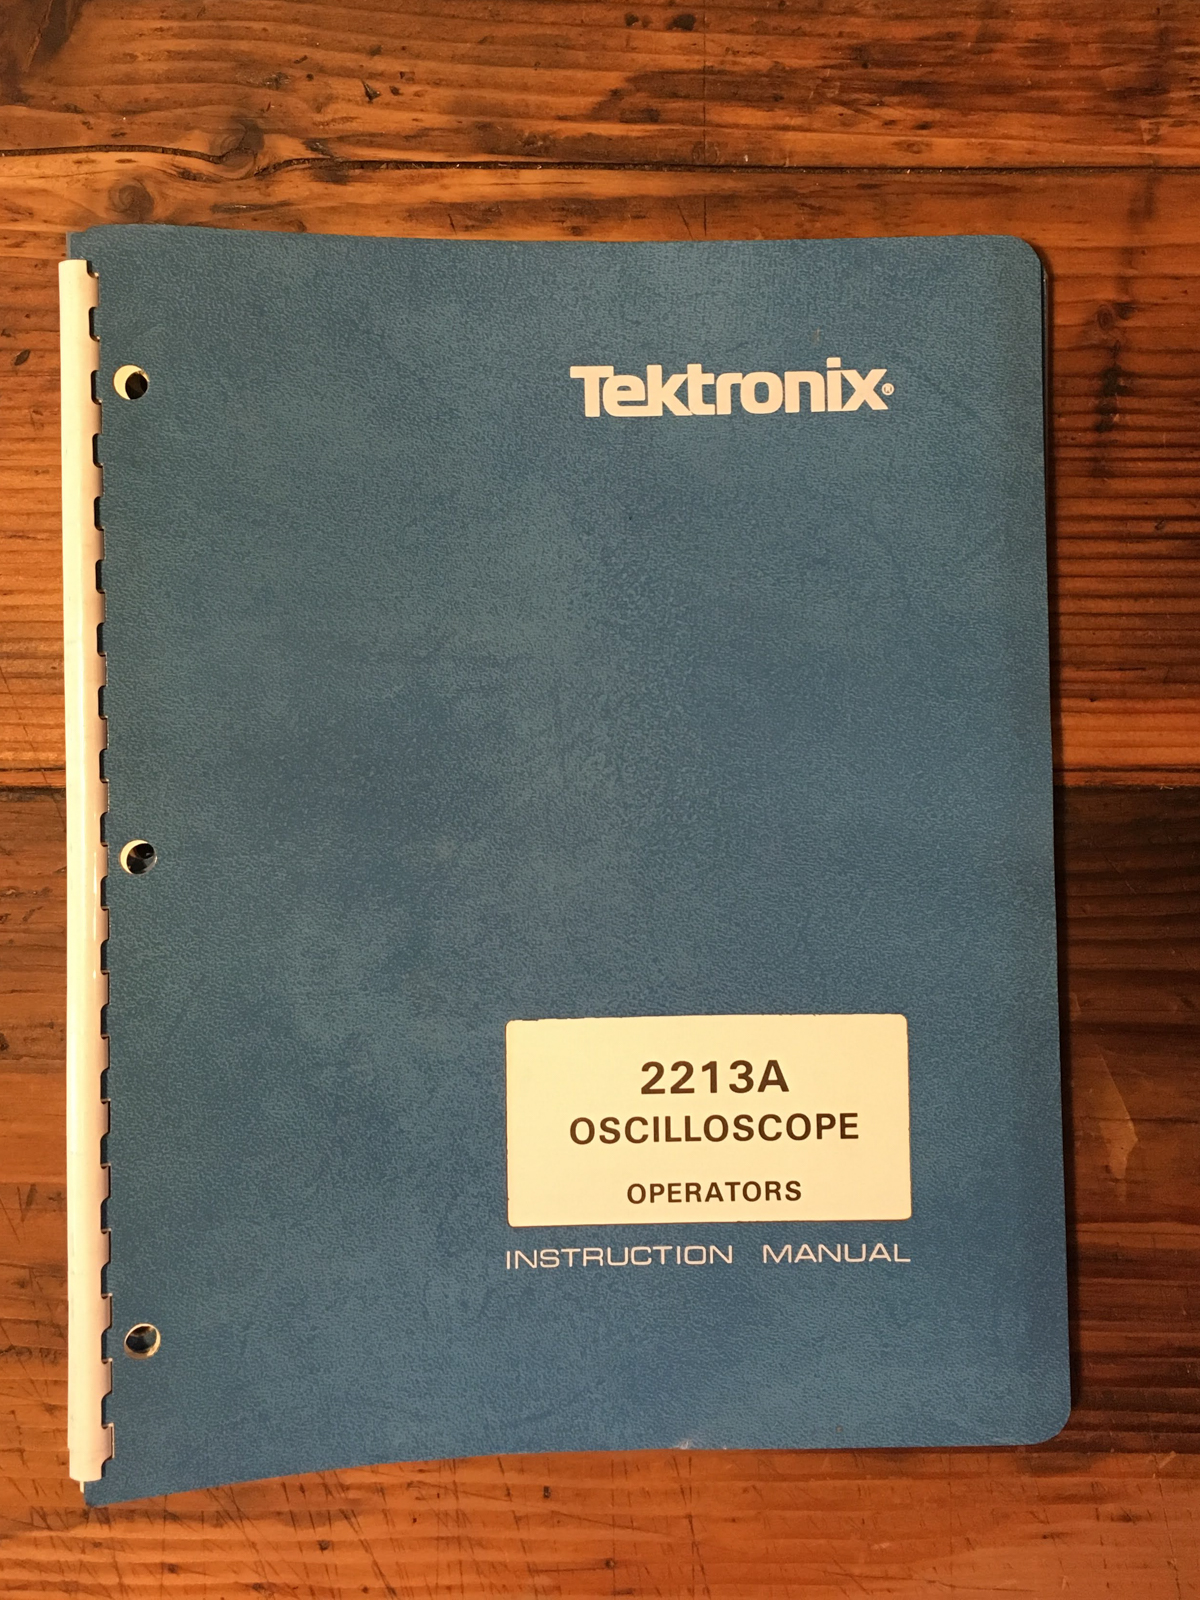 Tektronix®
2213A
OSCILLOSCOPE
OPERATORS
INSTRUCTION MANUAL